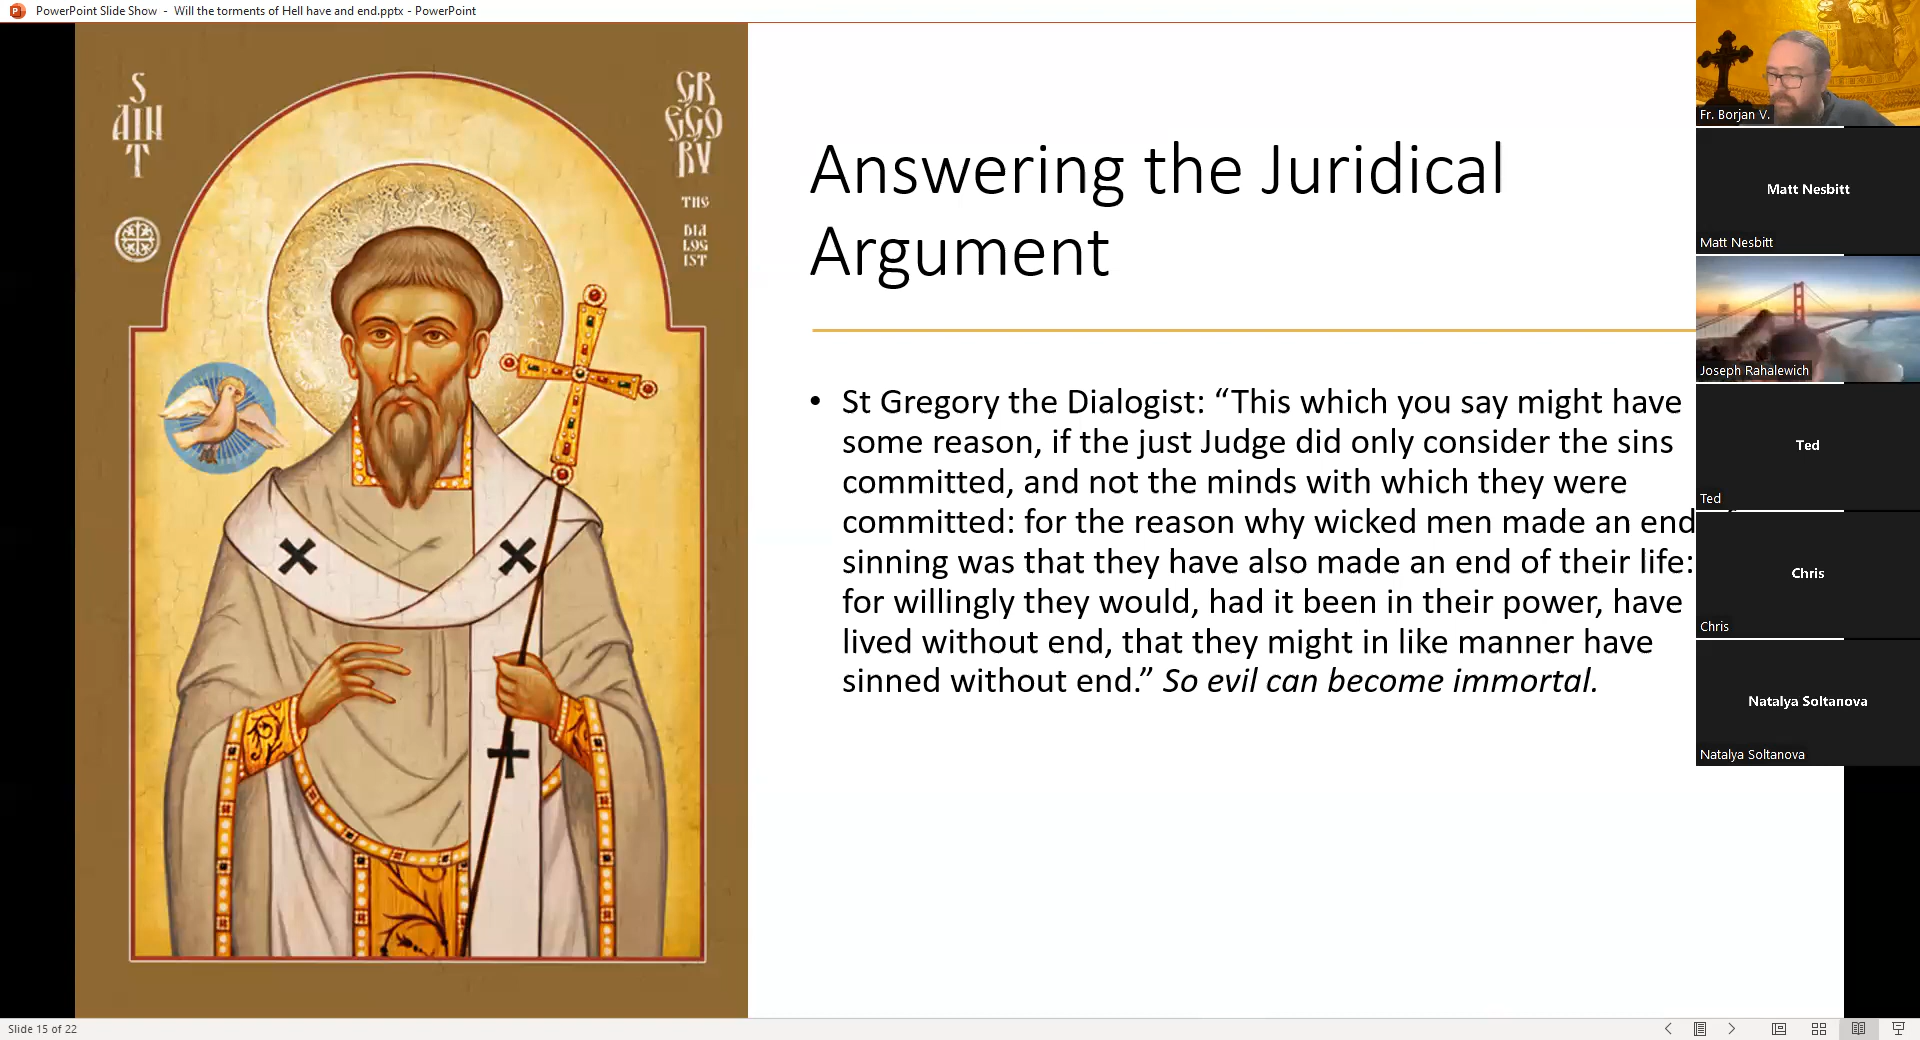 PowerPoint Slide Show - Will the torments of Hell have and end.pptx - PowerPoint
S
AIN
T
GR
EGO
RY
THE
DIA
LOG
IST
Answering the Juridical
Argument
• St Gregory the Dialogist: “This which you say might have
some reason, if the just Judge did only consider the sins
committed, and not the minds with which they were
committed: for the reason why wicked men made an end
sinning was that they have also made an end of their life:
for willingly they would, had it been in their power, have
lived without end, that they might in like manner have
sinned without end.” So evil can become immortal.
Fr. Borjan V.
Matt Nesbitt
Matt Nesbitt
Joseph Rahalewich
Ted
Ted
Chris
Chris
Natalya Soltanova
Natalya Soltanova
Slide 15 of 22